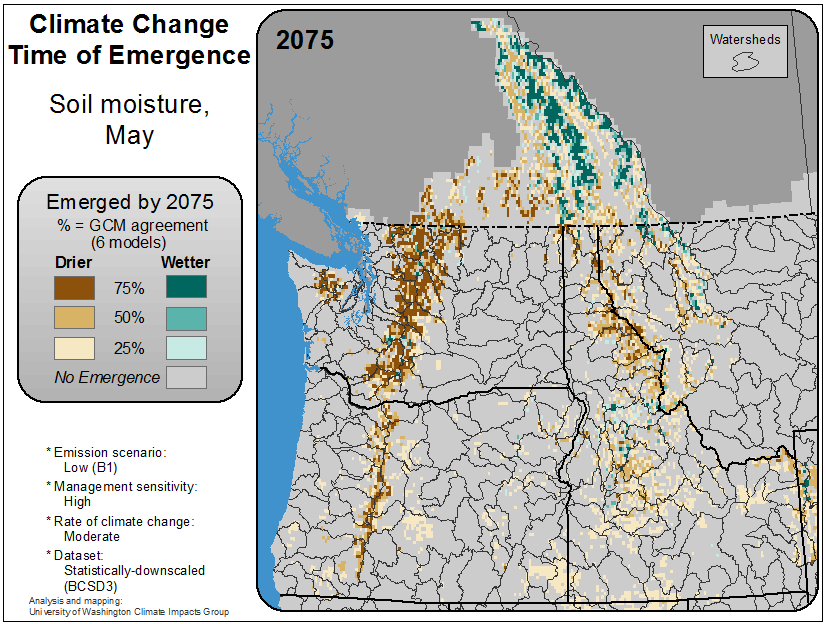 Climate Change
Time of Emergence
Soil moisture,
May
Emerged by 2075
% = GCM agreement
(6 models)
Drier
Wetter
75%
50%
25%
No Emergence
* Emission scenario:
Low (B1)
* Management sensitivity:
High
* Rate of climate change:
Moderate
* Dataset:
Statistically-downscaled
(BCSD3)
Analysis and mapping:
University of Washington Climate Impacts Group
2075
Watersheds